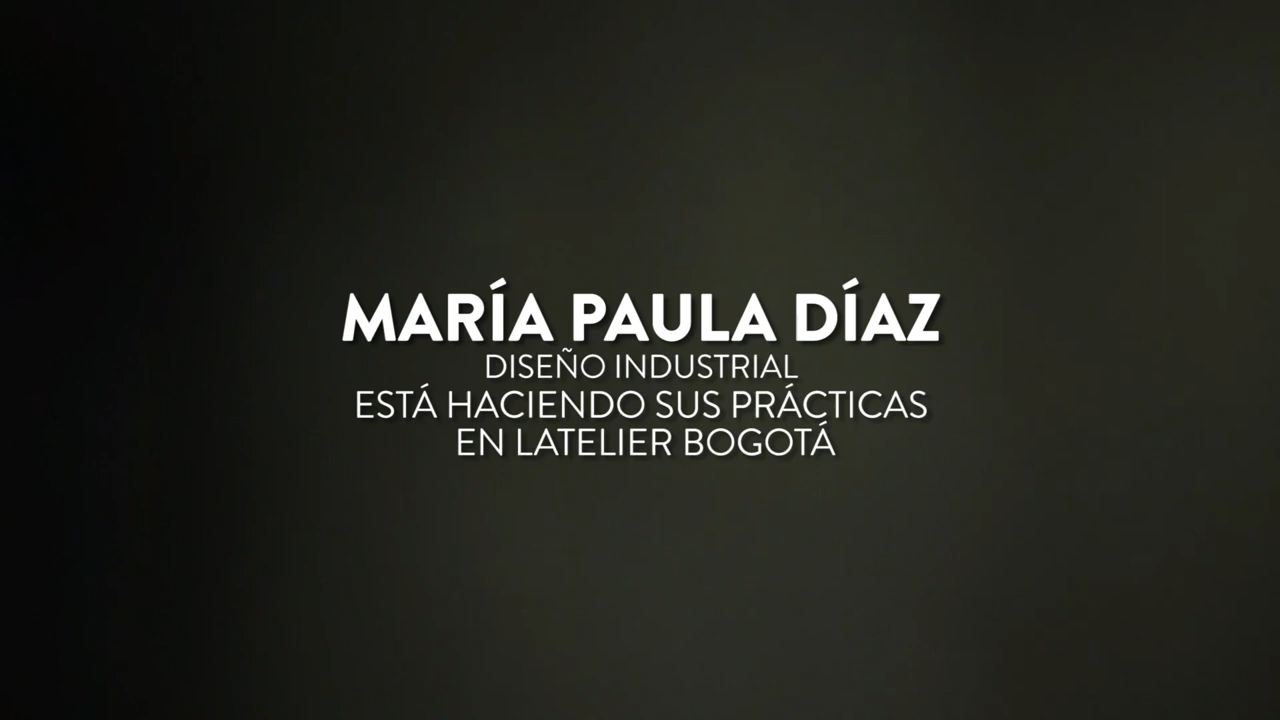 MARÍA PAULA DÍAZ
DISEÑO INDUSTRIAL
ESTÁ HACIENDO SUS PRÁCTICAS
EN LATELIER BOGOTÁ